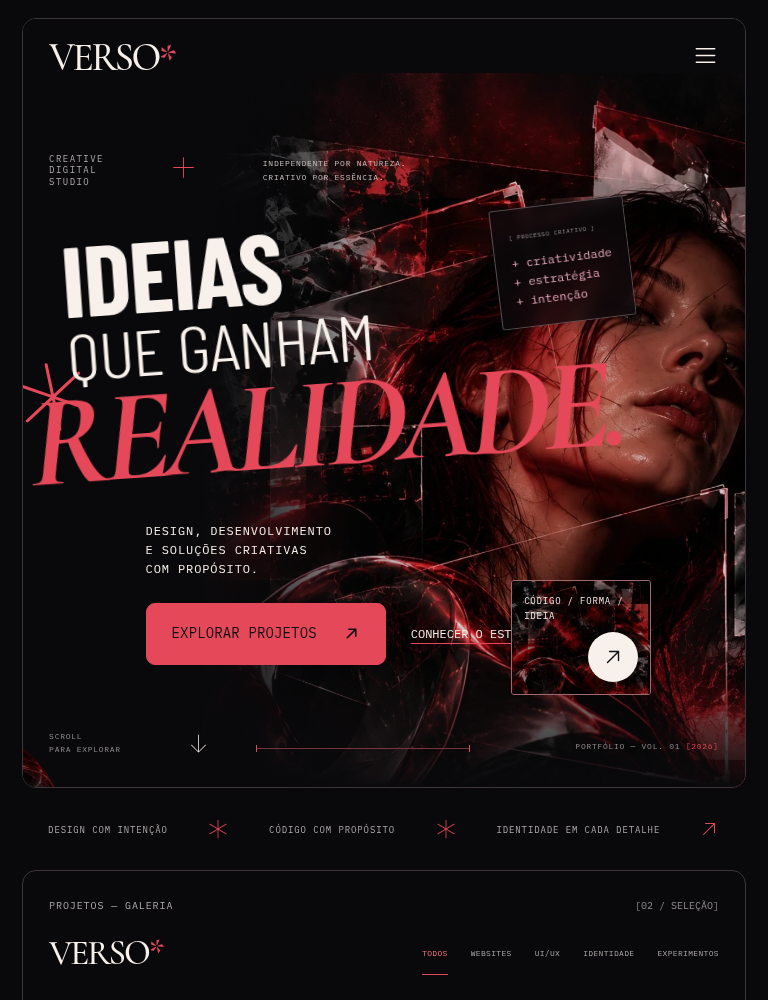 VERSO*
CREATIVE
DIGITAL
STUDIO
INDEPENDENTE POR NATUREZA.
CRIATIVO POR ESSÊNCIA.
[ PROCESSO CRIATIVO ]
+ criatividade
+ estratégia
+ intenção
IDEIAS
QUE GANHAM
REALIDADE.
DESIGN, DESENVOLVIMENTO
E SOLUÇÕES CRIATIVAS
COM PROPÓSITO.
EXPLORAR PROJETOS
CONHECER O EST
CÓDIGO / FORMA /
IDEIA
SCROLL
PARA EXPLORAR
PORTFÓLIO — VOL. 01 [2026]
DESIGN COM INTENÇÃO
CÓDIGO COM PROPÓSITO
IDENTIDADE EM CADA DETALHE
PROJETOS — GALERIA
[02 / SELEÇÃO]
VERSO*
TODOS WEBSITES UI/UX IDENTIDADE EXPERIMENTOS